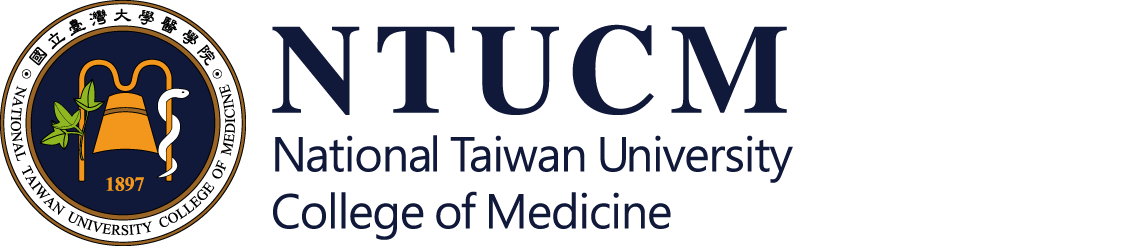 國立臺灣大學醫學院
NATIONAL TAIWAN UNIVERSITY COLLEGE OF MEDICINE
1897
NTUCM
National Taiwan University
College of Medicine